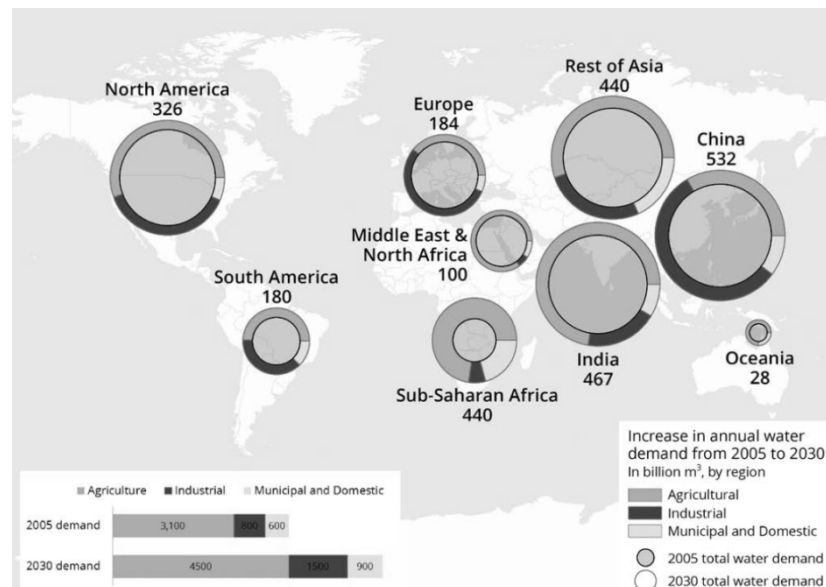 North America
326
Europe
184
Rest of Asia
440
China
532
Middle East &
North Africa
100
South America
180
Sub-Saharan Africa
440
India
467
Oceania
28
Increase in annual water
demand from 2005 to 2030
In billion m³, by region
Agricultural
Industrial
Municipal and Domestic
2005 total water demand
2030 total water demand
Agriculture Industrial Municipal and Domestic
2005 demand 3,100 800 600
2030 demand 4500 1500 900